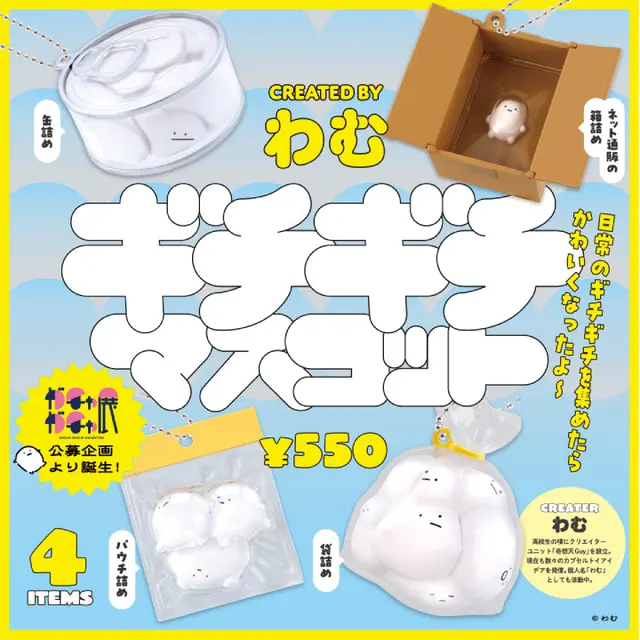 CREATED BY
わむ
缶詰め
ネット通販の
箱詰め
ギチギチ
マスコット
日常のギチギチを集めたら
かわいくなったよ～
ガチャガチャ展
公募企画
より誕生!
¥550
4
ITEMS
パウチ詰め
袋詰め
CREATER
わむ
高校生の頃にクリエイター
ユニット「奇想天Guy」を設立。
現在も数々のカプセルトイアイ
デアを発信。個人名「わむ」
としても活動中。
© わむ